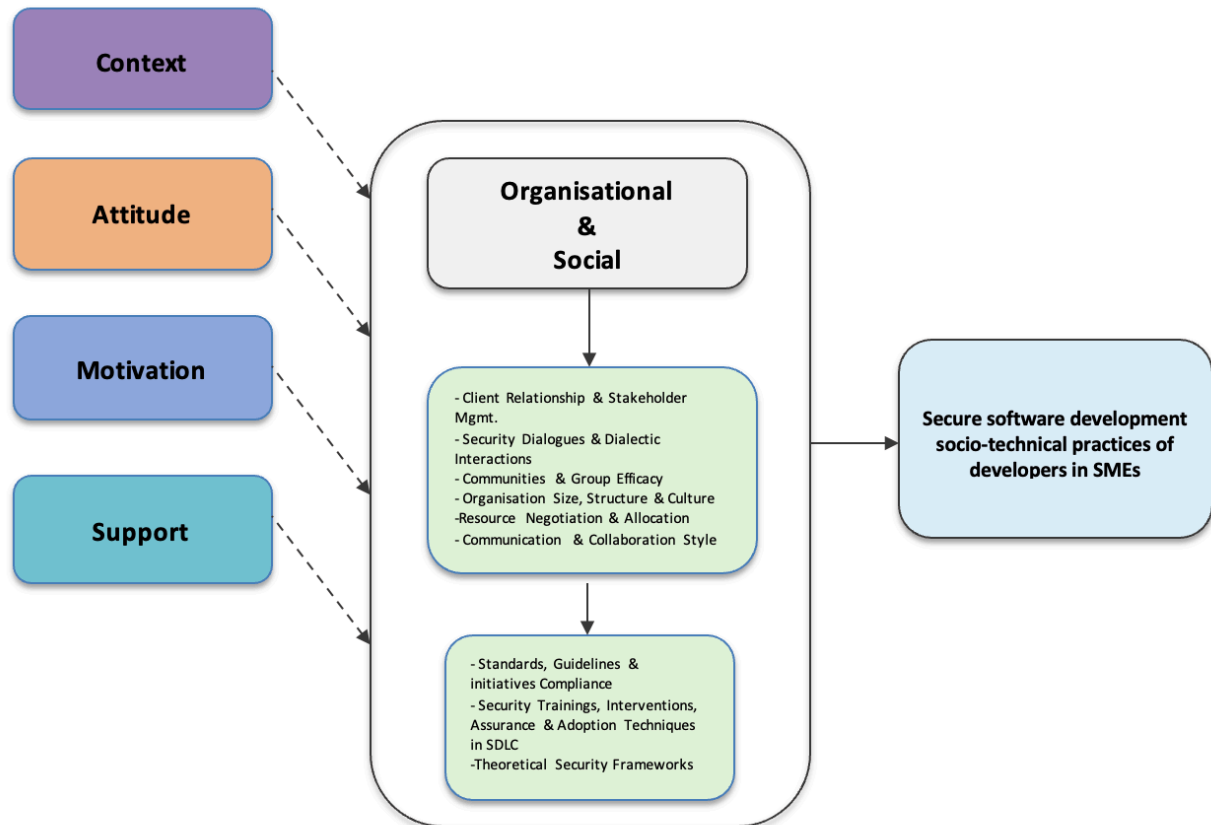 Context
Attitude
Motivation
Support
Organisational
&
Social
- Client Relationship & Stakeholder
Mgmt.
- Security Dialogues & Dialectic
Interactions
- Communities & Group Efficacy
- Organisation Size, Structure & Culture
-Resource Negotiation & Allocation
- Communication & Collaboration Style
- Standards, Guidelines &
initiatives Compliance
- Security Trainings, Interventions,
Assurance & Adoption Techniques
in SDLC
-Theoretical Security Frameworks
Secure software development
socio-technical practices of
developers in SMEs